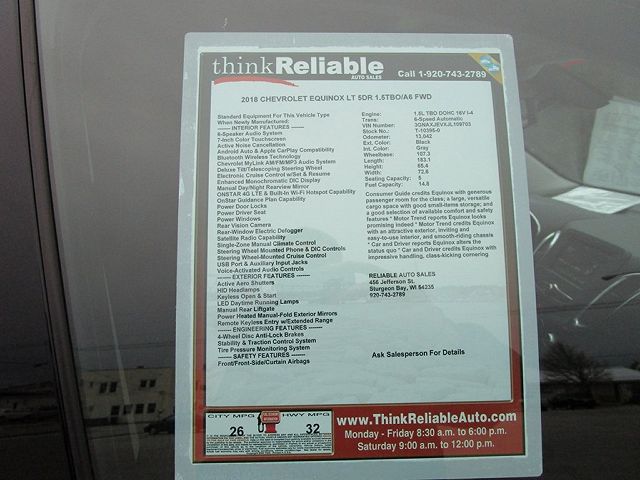 thinkReliable
AUTO SALES
Call 1-920-743-2789
2018 CHEVROLET EQUINOX LT 5DR 1.5TBO/A6 FWD
Standard Equipment For This Vehicle Type
When Newly Manufactured:
------- INTERIOR FEATURES -------
6-Speaker Audio System
7-Inch Color Touchscreen
Active Noise Cancellation
Android Auto & Apple CarPlay Compatibility
Bluetooth Wireless Technology
Chevrolet MyLink AM/FM/MP3 Audio System
Deluxe Tilt/Telescoping Steering Wheel
Electronic Cruise Control w/Set & Resume
Enhanced Monochromatic DIC Display
Manual Day/Night Rearview Mirror
ONSTAR 4G LTE & Built-In Wi-Fi Hotspot Capability
OnStar Guidance Plan Capability
Power Door Locks
Power Driver Seat
Power Windows
Rear Vision Camera
Rear-Window Electric Defogger
Satellite Radio Capability
Single-Zone Manual Climate Control
Steering Wheel Mounted Phone & DIC Controls
Steering Wheel-Mounted Cruise Control
USB Port & Auxiliary Input Jacks
Voice-Activated Audio Controls
------- EXTERIOR FEATURES -------
Active Aero Shutters
HID Headlamps
Keyless Open & Start
LED Daytime Running Lamps
Manual Rear Liftgate
Power Heated Manual-Fold Exterior Mirrors
Remote Keyless Entry w/Extended Range
------- ENGINEERING FEATURES -------
4-Wheel Disc Anti-Lock Brakes
Stability & Traction Control System
Tire Pressure Monitoring System
------- SAFETY FEATURES -------
Front/Front-Side/Curtain Airbags
Engine: 1.5L TBO DOHC 16V I-4
Trans: 6-Speed Automatic
VIN Number: 3GNAXJEVXJL109703
Stock No.: T-10395-0
Odometer: 13,042
Ext. Color: Black
Int. Color: Gray
Wheelbase: 107.3
Length: 183.1
Height: 65.4
Width: 72.6
Seating Capacity: 5
Fuel Capacity: 14.8
Consumer Guide credits Equinox with generous
passenger room for the class; a large, versatile
cargo space with good small-items storage; and
a good selection of available comfort and safety
features * Motor Trend reports Equinox looks
promising indeed * Motor Trend credits Equinox
with an attractive exterior, inviting and
easy-to-use interior, and smooth-riding chassis
* Car and Driver reports Equinox alters the
status quo * Car and Driver credits Equinox with
impressive handling, class-kicking cornering
RELIABLE AUTO SALES
456 Jefferson St.
Sturgeon Bay, WI 54235
920-743-2789
Ask Salesperson For Details
CITY MPG
26
HWY MPG
32
www.ThinkReliableAuto.com
Monday - Friday 8:30 a.m. to 6:00 p.m.
Saturday 9:00 a.m. to 12:00 p.m.